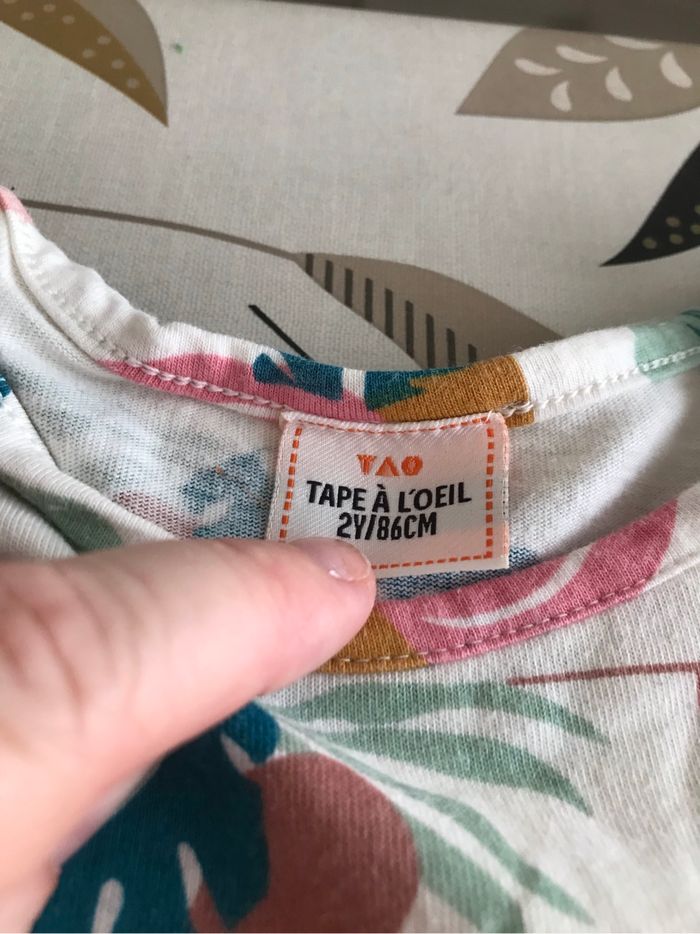 TAO
TAPE À L'OEIL
2Y/86CM